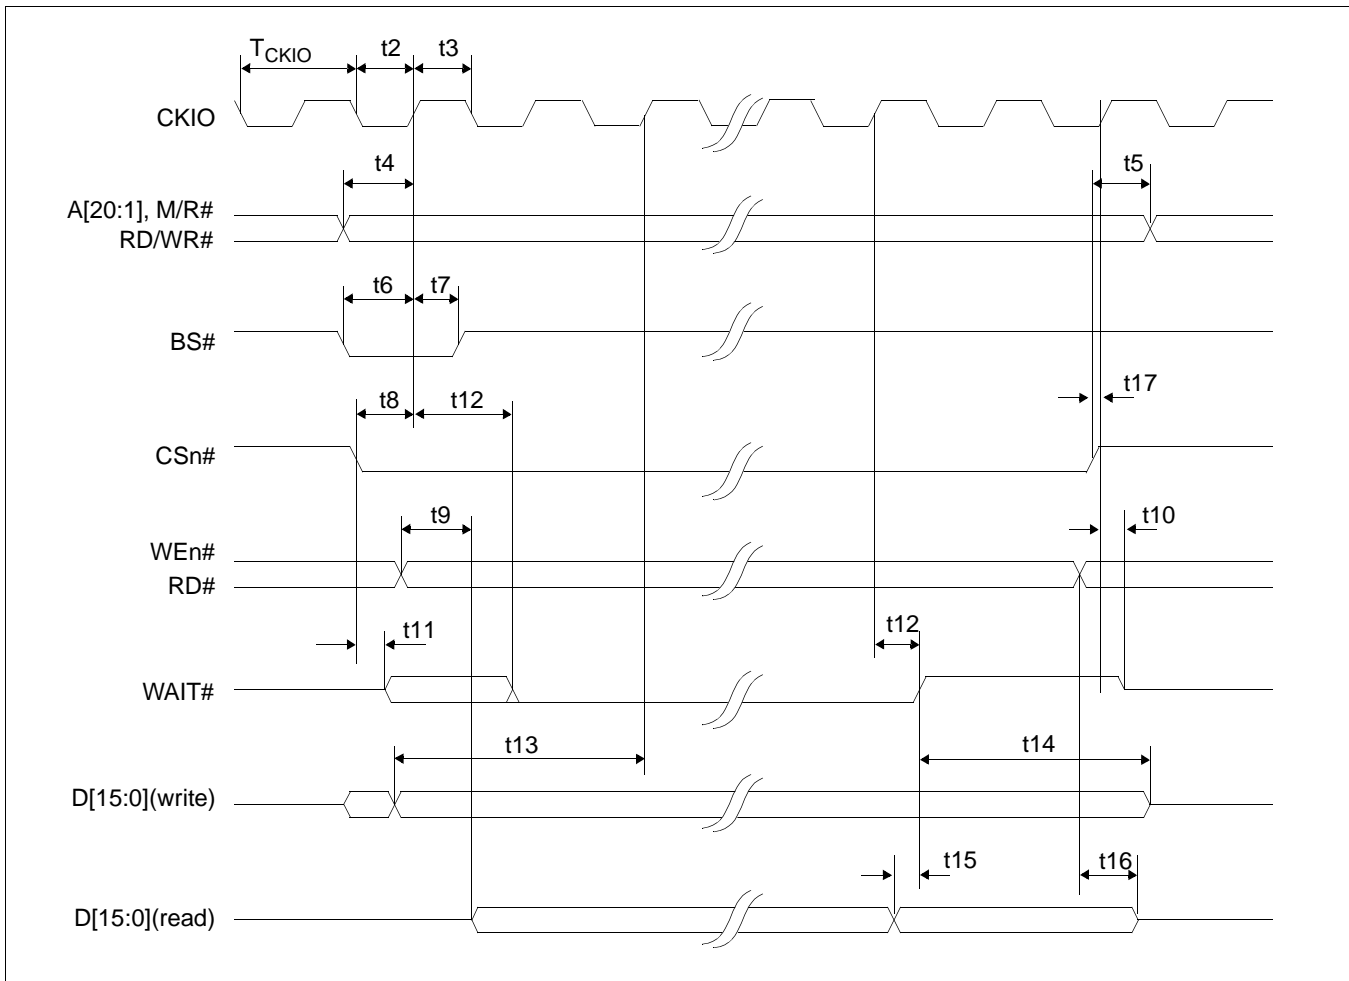 TCKIO t2 t3
CKIO
t4 t5
A[20:1], M/R#
RD/WR#
t6 t7
BS#
t17
t8 t12
CSn#
t9 t10
WEn#
RD#
t11 t12
WAIT#
t13 t14
D[15:0](write)
t15 t16
D[15:0](read)